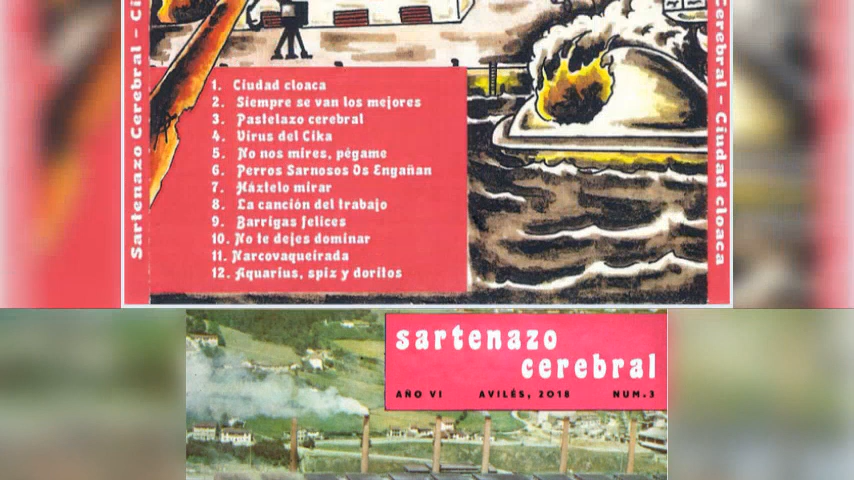 Sartenazo Cerebral - Ci
Cerebral - Ciudad cloaca
1. Ciudad cloaca
2. Siempre se van los mejores
3. Pastelazo cerebral
4. Virus del Cika
5. No nos mires, pégame
6. Perros Sarnosos Os Engañan
7. Háztelo mirar
8. La canción del trabajo
9. Barrigas felices
10. No te dejes dominar
11. Narcovaqueirada
12. Aquarius, spiz y doritos
sartenazo
cerebral
AÑO VI AVILÉS, 2018 NUM.3